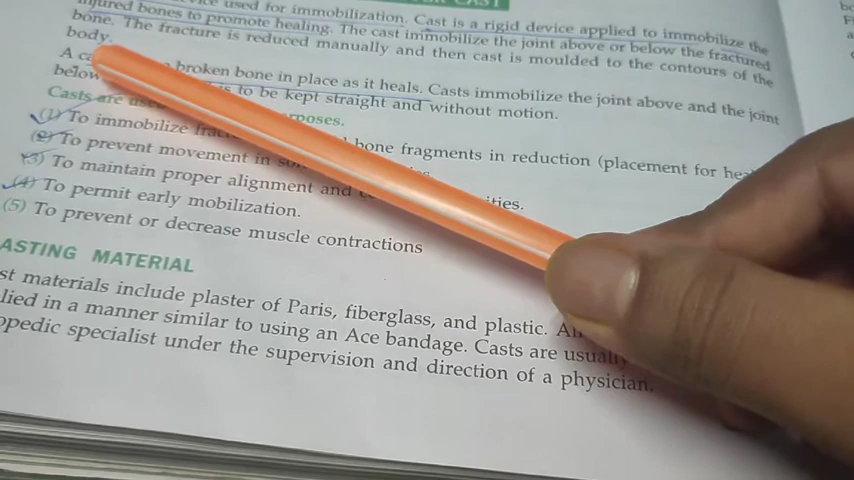 device used for immobilization. Cast is a rigid device applied to immobilize the
injured bones to promote healing. The cast immobilize the joint above or below the fractured
bone. The fracture is reduced manually and then cast is moulded to the contours of the
body.
A broken bone in place as it heals. Casts immobilize the joint above and the joint
below to be kept straight and without motion.
Casts are used
(1) To immobilize bone fragments in reduction (placement for
(2) To prevent movement in
(3) To maintain proper alignment and
(4) To permit early mobilization.
(5) To prevent or decrease muscle contractions
ASTING MATERIAL
st materials include plaster of Paris, fiberglass, and plastic.
lied in a manner similar to using an Ace bandage. Casts are usually
opedic specialist under the supervision and direction of a physician.